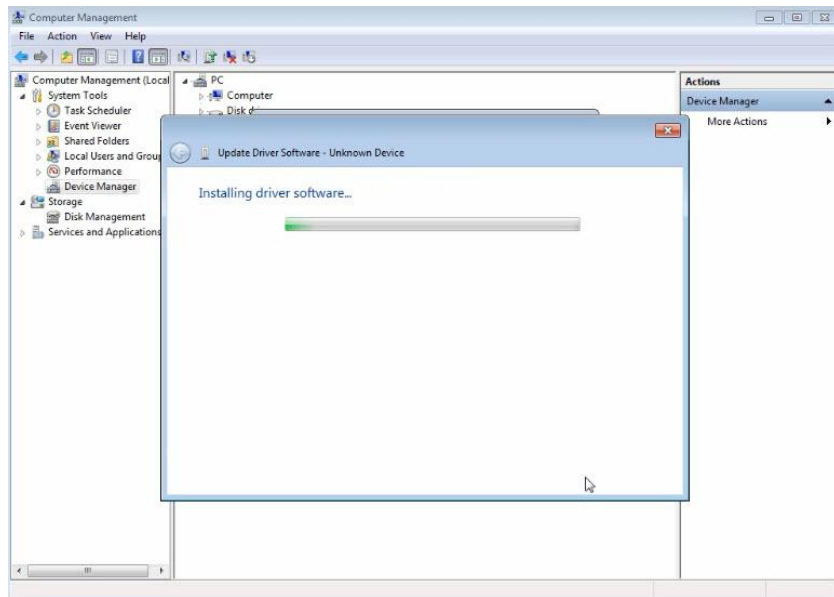 Computer Management
File Action View Help
Computer Management (Local
System Tools
Task Scheduler
Event Viewer
Shared Folders
Local Users and Group
Performance
Device Manager
Storage
Disk Management
Services and Applications
PC
Computer
Disk
Update Driver Software - Unknown Device
Installing driver software...
Actions
Device Manager
More Actions